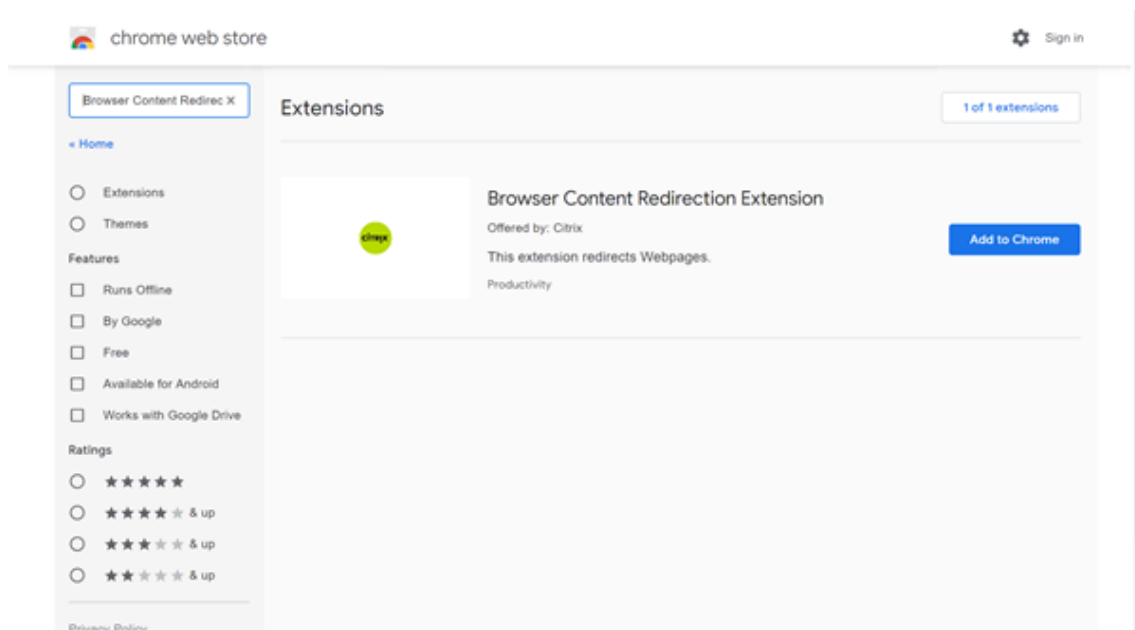 chrome web store
Sign in
Browser Content Redirec X
« Home
Extensions
Themes
Features
Runs Offline
By Google
Free
Available for Android
Works with Google Drive
Ratings
& up
& up
& up
Privacy Policy
Extensions
1 of 1 extensions
citrix
Browser Content Redirection Extension
Offered by: Citrix
This extension redirects Webpages.
Productivity
Add to Chrome